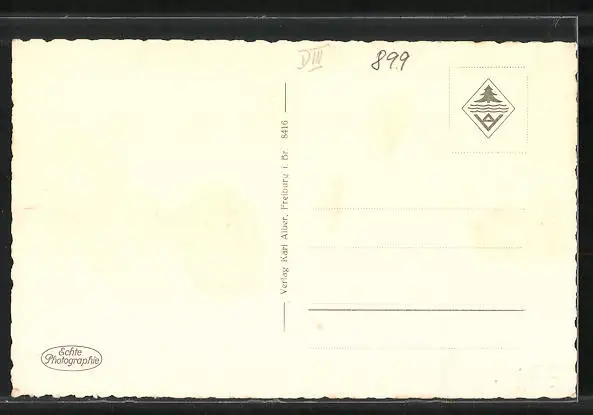 DIII
899
Verlag Karl Alber, Freiburg i. Br. 8416
Echte
Photographie